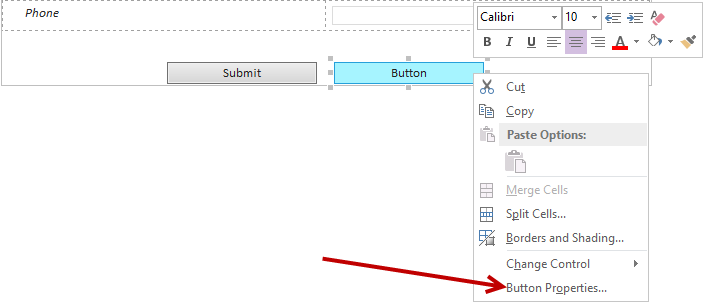 Phone
Calibri 10
B I U A
Submit Button
Cut
Copy
Paste Options:
Merge Cells
Split Cells...
Borders and Shading...
Change Control
Button Properties...